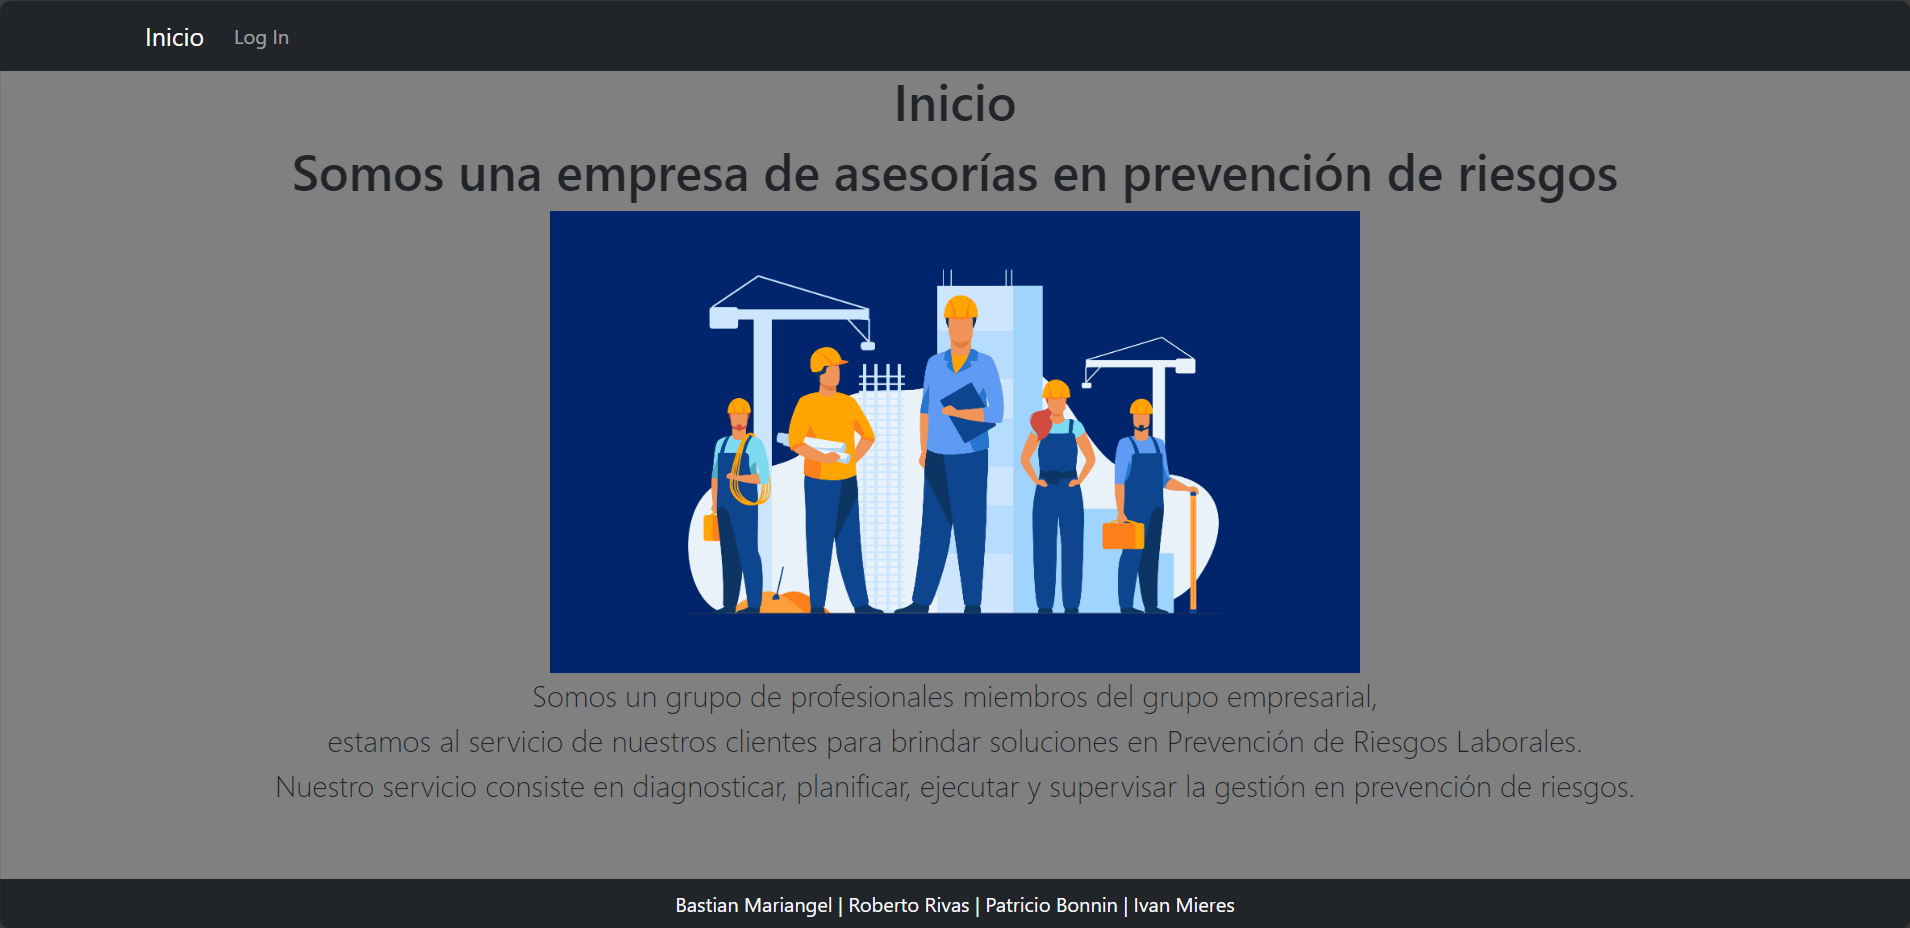 Inicio Log In
Inicio
Somos una empresa de asesorías en prevención de riesgos
Somos un grupo de profesionales miembros del grupo empresarial,
estamos al servicio de nuestros clientes para brindar soluciones en Prevención de Riesgos Laborales.
Nuestro servicio consiste en diagnosticar, planificar, ejecutar y supervisar la gestión en prevención de riesgos.
Bastian Mariangel | Roberto Rivas | Patricio Bonnin | Ivan Mieres